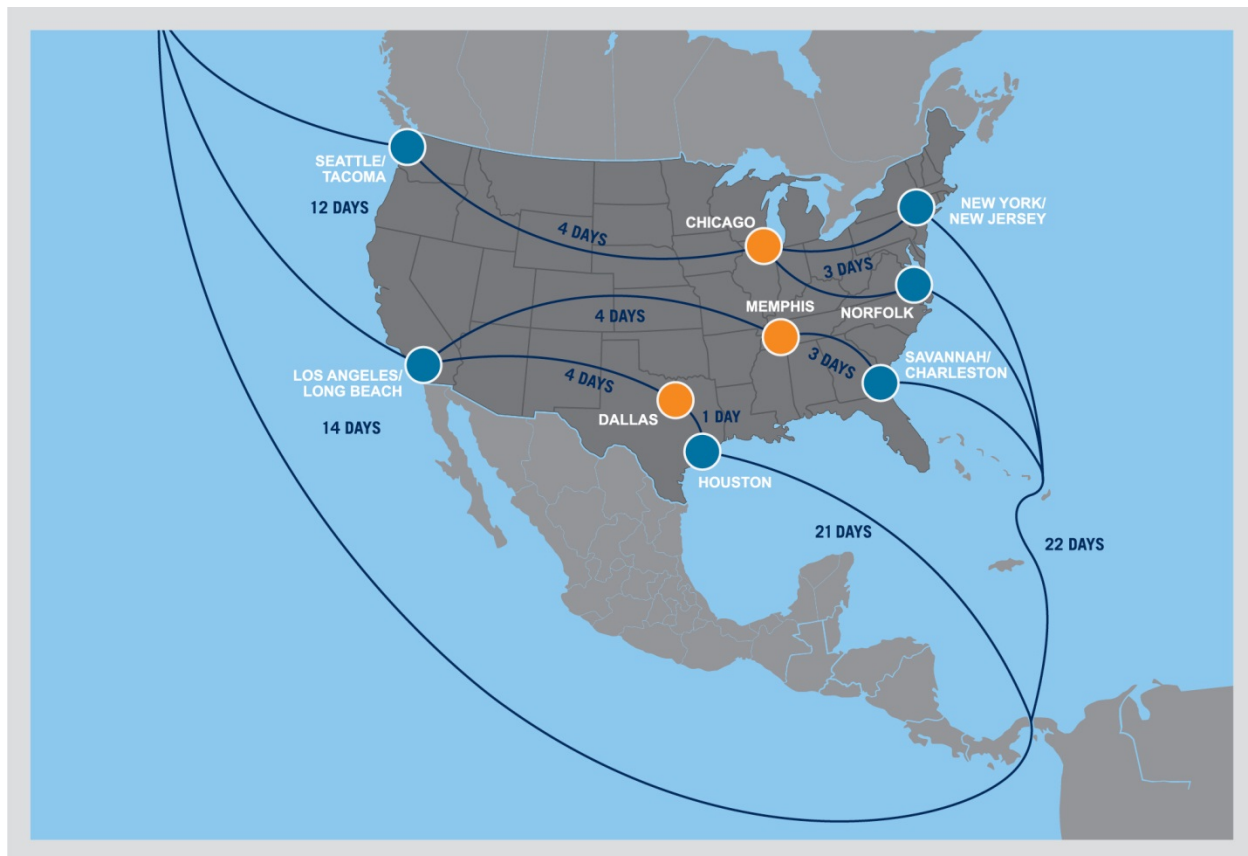 SEATTLE/
TACOMA
12 DAYS
4 DAYS
CHICAGO
NEW YORK/
NEW JERSEY
3 DAYS
NORFOLK
MEMPHIS
4 DAYS
3 DAYS
SAVANNAH/
CHARLESTON
LOS ANGELES/
LONG BEACH
14 DAYS
4 DAYS
DALLAS
1 DAY
HOUSTON
21 DAYS
22 DAYS